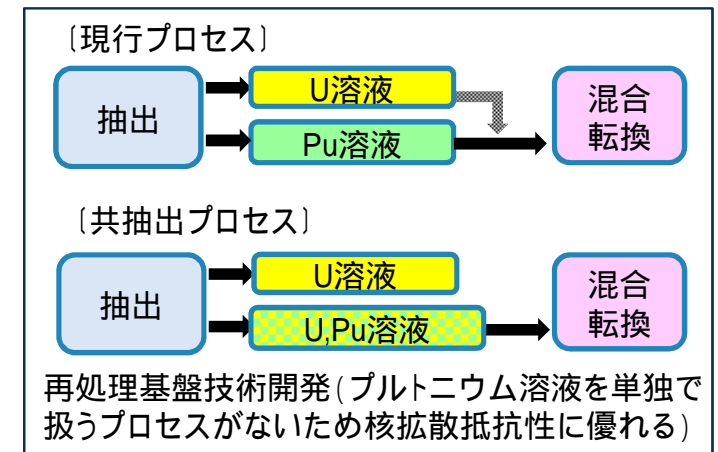 〔現行プロセス〕
抽出
U溶液
Pu溶液
混合
転換
〔共抽出プロセス〕
抽出
U溶液
U,Pu溶液
混合
転換
再処理基盤技術開発(プルトニウム溶液を単独で
扱うプロセスがないため核拡散抵抗性に優れる)